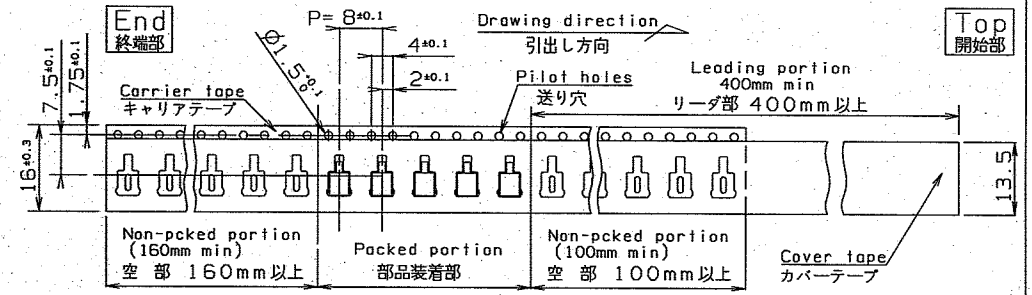 End
終端部
P= 8±0.1
Drawing direction
引出し方向
Top
開始部
4±0.1
2±0.1
Ø1.5+0.1 0
7.5±0.1
1.75±0.1
Carrier tape
キャリアテープ
Pilot holes
送り穴
Leading portion
400mm min
リーダ部 400mm以上
16±0.3
13.5
Non-pcked portion
(160mm min)
空 部 160mm以上
Packed portion
部品装着部
Non-pcked portion
(100mm min)
空 部 100mm以上
Cover tape
カバーテープ